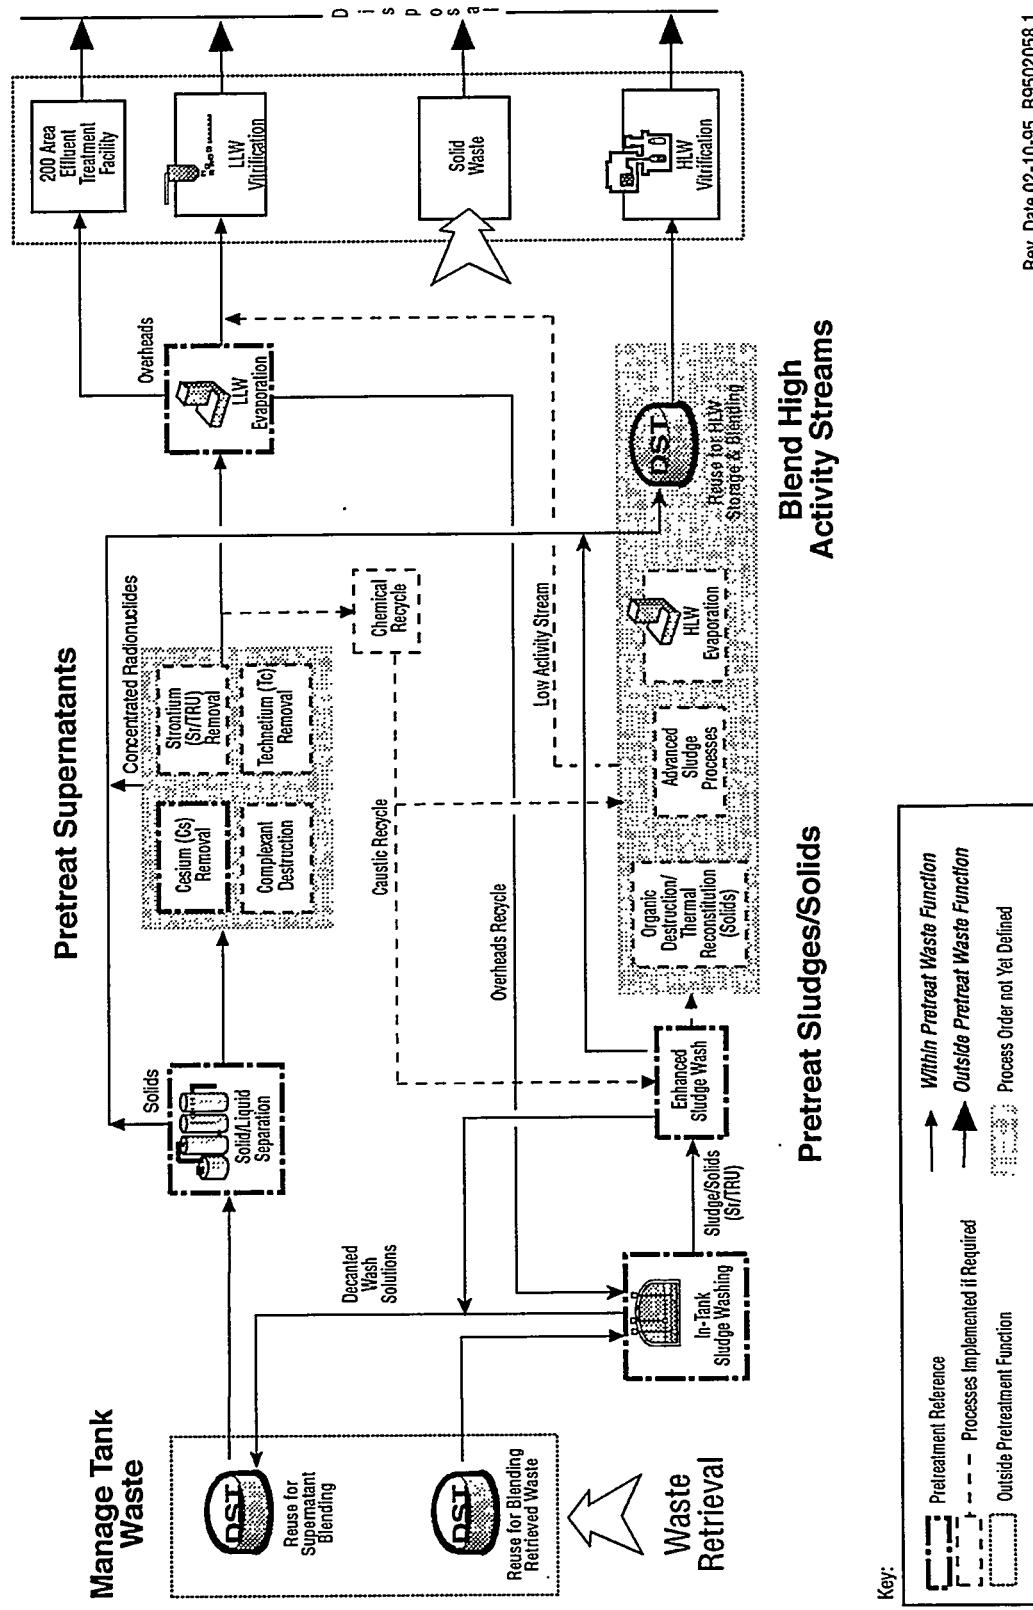 Manage Tank
Waste
DST
Reuse for
Supernatant
Blending
DST
Reuse for Blending
Retrieved Waste
Waste
Retrieval
Decanted
Wash
Solutions
In-Tank
Sludge Washing
Sludge/Solids
(Sr/TRU)
Solids
Solid/Liquid
Separation
Enhanced
Sludge Wash
Pretreat Supernatants
Concentrated Radionuclides
Cesium (Cs)
Removal
Strontium
(Sr/TRU)
Removal
Complexant
Destruction
Technetium (Tc)
Removal
Chemical
Recycle
Caustic Recycle
Overheads Recycle
Low Activity Stream
Pretreat Sludges/Solids
Organic
Destruction/
Thermal
Reconstitution
(Solids)
Advanced
Sludge
Processes
HLW
Evaporation
DST
Reuse for HLW
Storage & Blending
Blend High
Activity Streams
Overheads
LLW
Evaporation
200 Area
Effluent
Treatment
Facility
LLW
Vitrification
Solid
Waste
HLW
Vitrification
Disposal
Key:
Pretreatment Reference
Processes Implemented if Required
Outside Pretreatment Function
Within Pretreat Waste Function
Outside Pretreat Waste Function
Process Order not Yet Defined
Rev. Date 02-10-95 B9502058.1